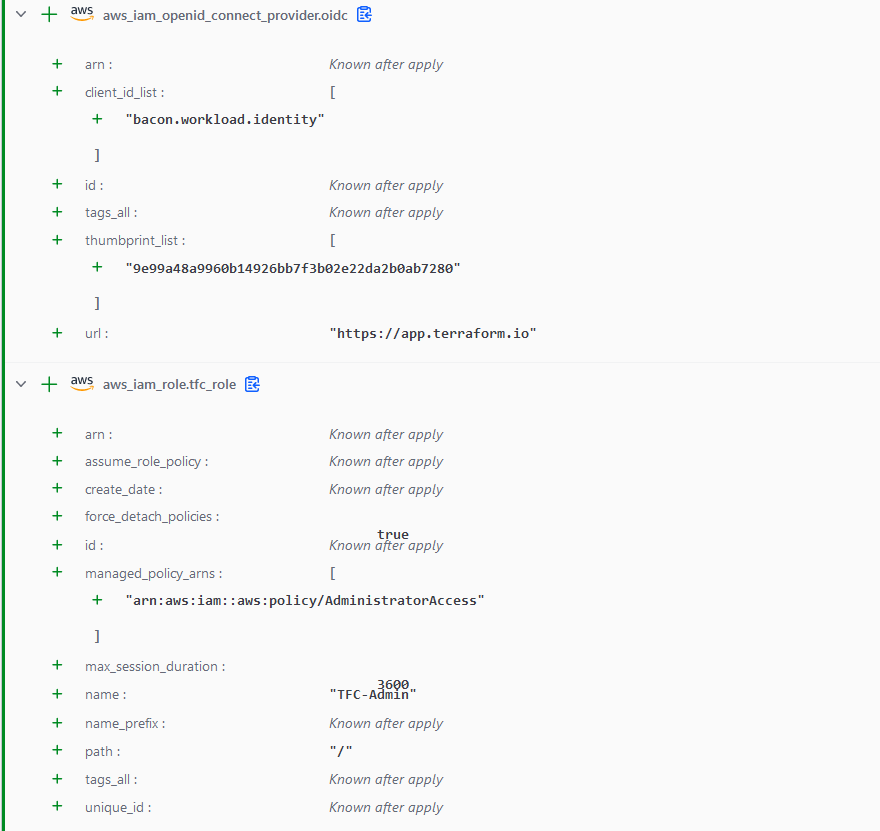 aws aws_iam_openid_connect_provider.oidc
+ arn : Known after apply
+ client_id_list : [
+ "bacon.workload.identity"
]
+ id : Known after apply
+ tags_all : Known after apply
+ thumbprint_list : [
+ "9e99a48a9960b14926bb7f3b02e22da2b0ab7280"
]
+ url : "https://app.terraform.io"
aws aws_iam_role.tfc_role
+ arn : Known after apply
+ assume_role_policy : Known after apply
+ create_date : Known after apply
+ force_detach_policies :
true
+ id : Known after apply
+ managed_policy_arns : [
+ "arn:aws:iam::aws:policy/AdministratorAccess"
]
+ max_session_duration :
3600
+ name : "TFC-Admin"
+ name_prefix : Known after apply
+ path : "/"
+ tags_all : Known after apply
+ unique_id : Known after apply